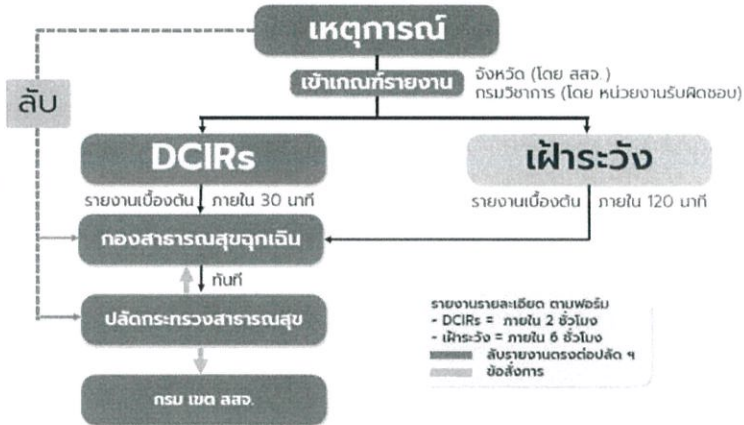 เหตุการณ์
เข้าเกณฑ์รายงาน
จังหวัด (โดย สสจ.)
กรมวิชาการ (โดย หน่วยงานรับผิดชอบ)
ลับ
DCIRs
เฝ้าระวัง
รายงานเบื้องต้น ภายใน 30 นาที
รายงานเบื้องต้น ภายใน 120 นาที
กองสาธารณสุขฉุกเฉิน
ทันที
ปลัดกระทรวงสาธารณสุข
กรม เขต สสจ.
รายงานรายละเอียด ตามฟอร์ม
- DCIRs = ภายใน 2 ชั่วโมง
- เฝ้าระวัง = ภายใน 6 ชั่วโมง
ลับรายงานตรงต่อปลัด ฯ
ข้อสั่งการ